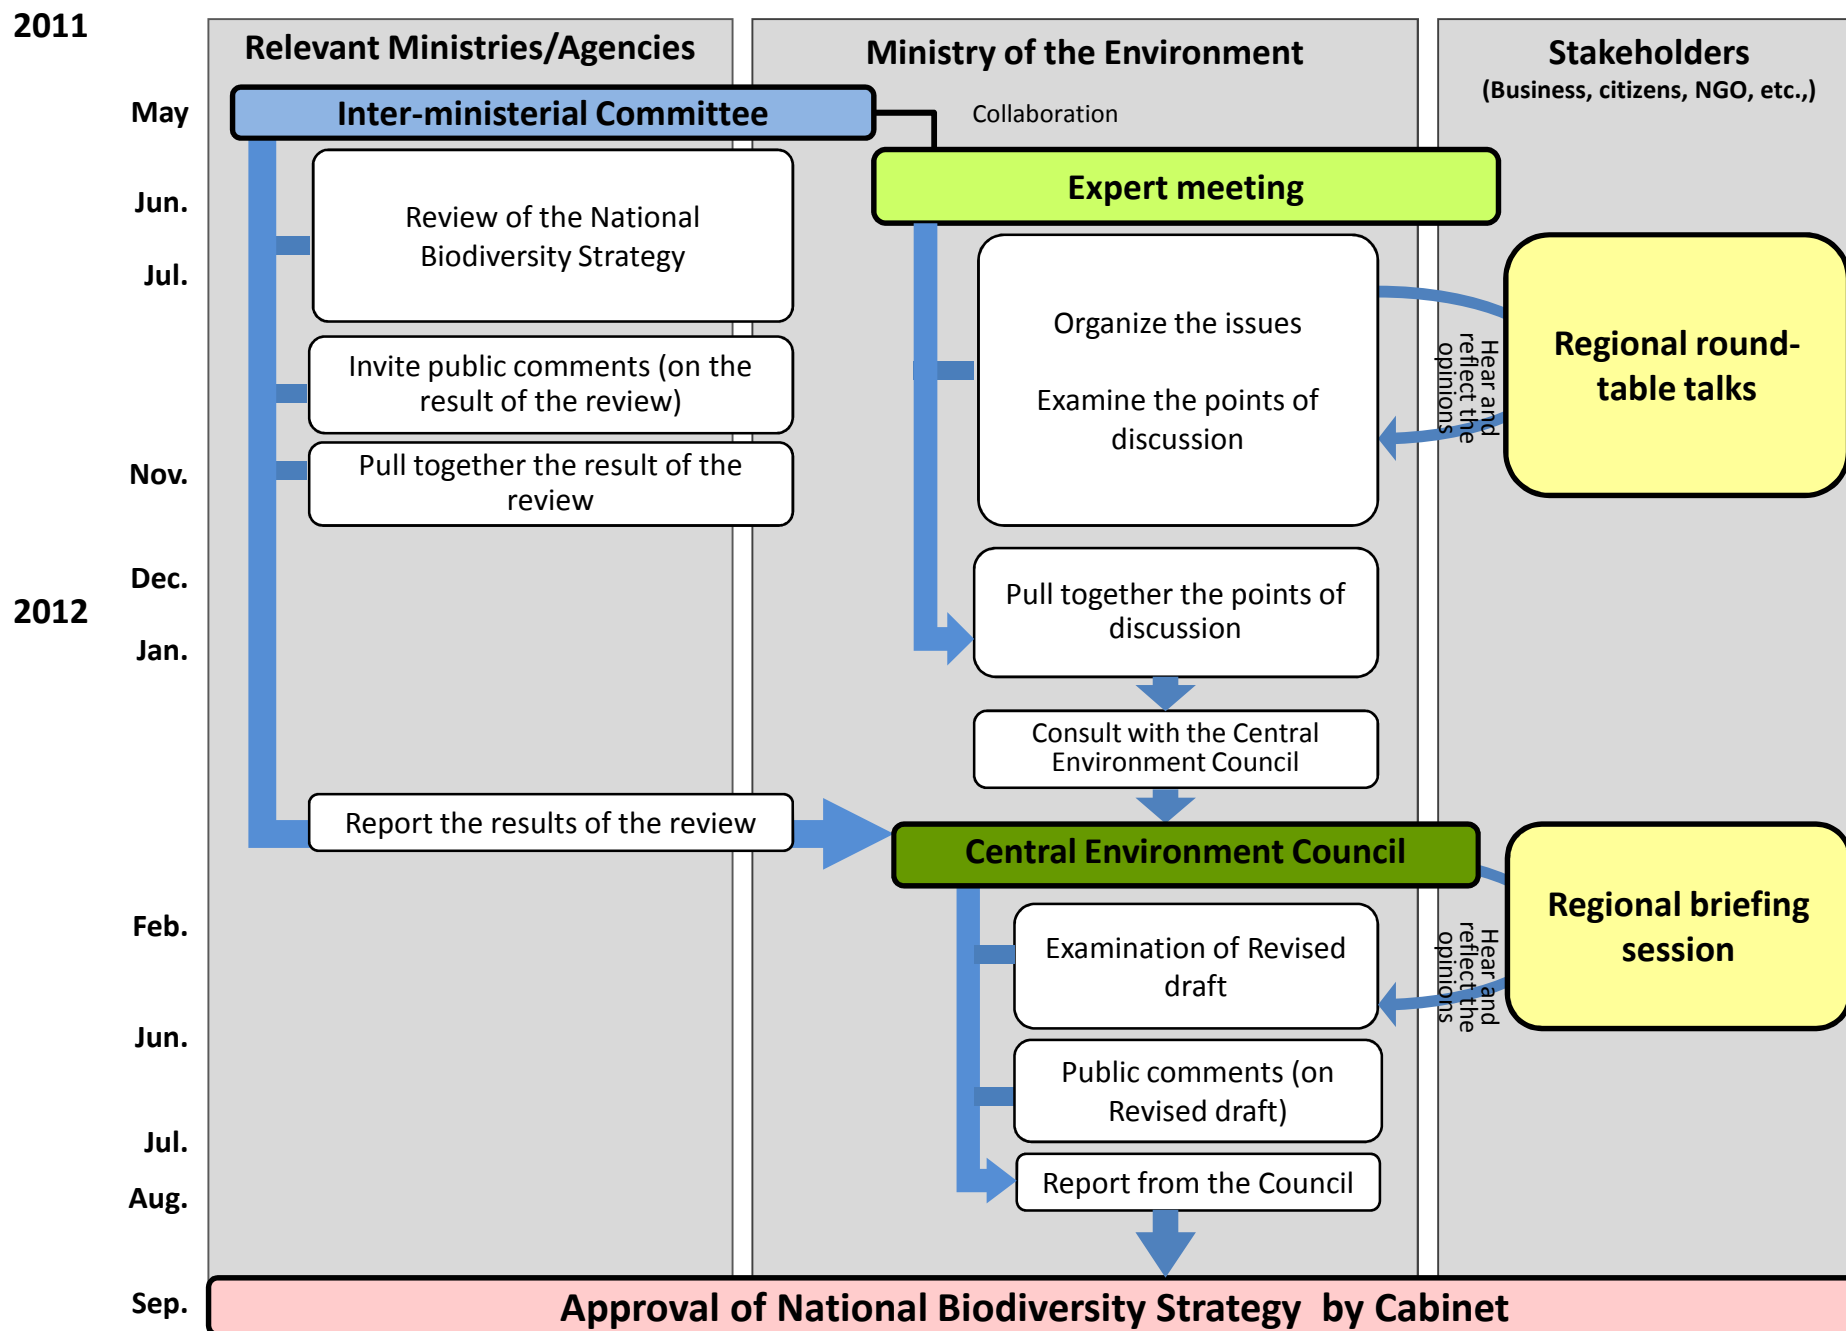 2011
Relevant Ministries/Agencies
Ministry of the Environment
Stakeholders
(Business, citizens, NGO, etc.,)
May
Inter-ministerial Committee
Collaboration
Expert meeting
Jun.
Review of the National
Biodiversity Strategy
Jul.
Organize the issues
Examine the points of
discussion
Hear and
reflect the
opinions
Regional round-
table talks
Invite public comments (on the
result of the review)
Nov.
Pull together the result of the
review
Dec.
2012
Jan.
Pull together the points of
discussion
Consult with the Central
Environment Council
Report the results of the review
Central Environment Council
Feb.
Examination of Revised
draft
Hear and
reflect the
opinions
Regional briefing
session
Jun.
Public comments (on
Revised draft)
Jul.
Report from the Council
Aug.
Sep.
Approval of National Biodiversity Strategy by Cabinet